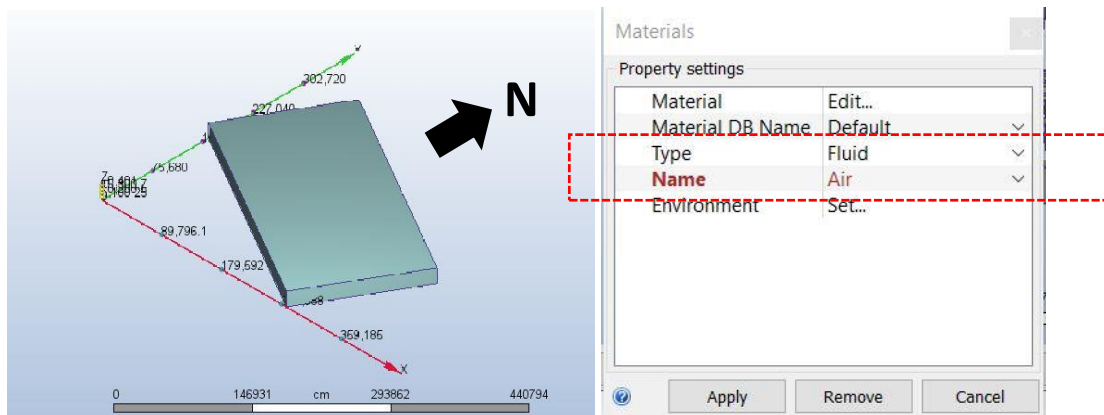 Y
302,720
N
227,040
75,680
Z
89,796.1
179,592
359,185
X
0 146931 cm 293862 440794
Materials
Property settings
Material Edit...
Material DB Name Default
Type Fluid
Name Air
Environment Set...
Apply Remove Cancel